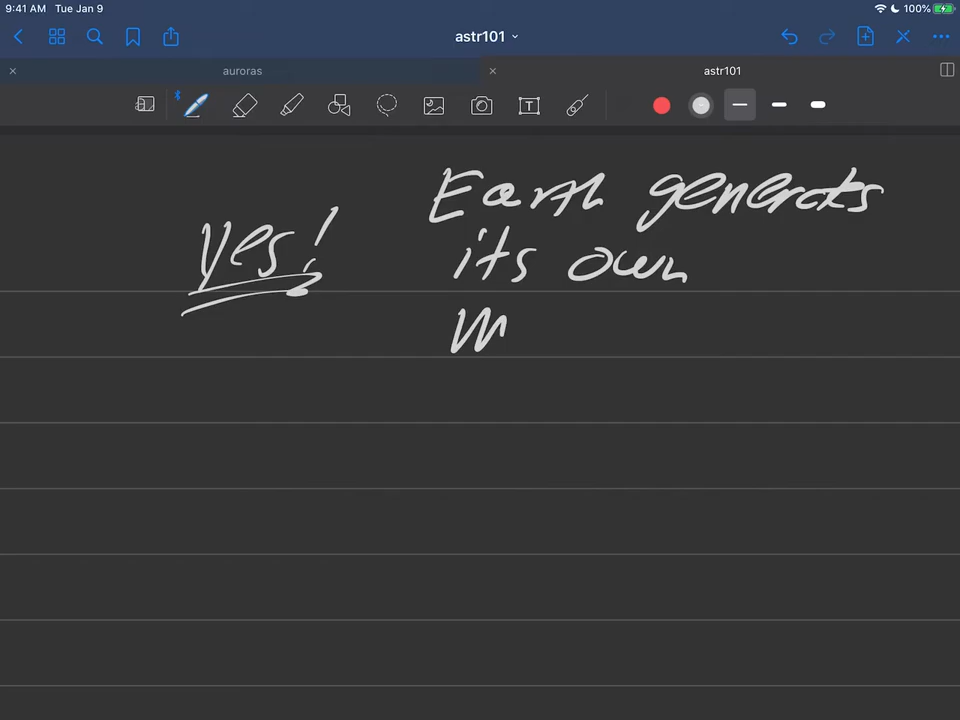 9:41 AM Tue Jan 9
100%
astr101
auroras
astr101
T
yes!
Earth generates
its own
M